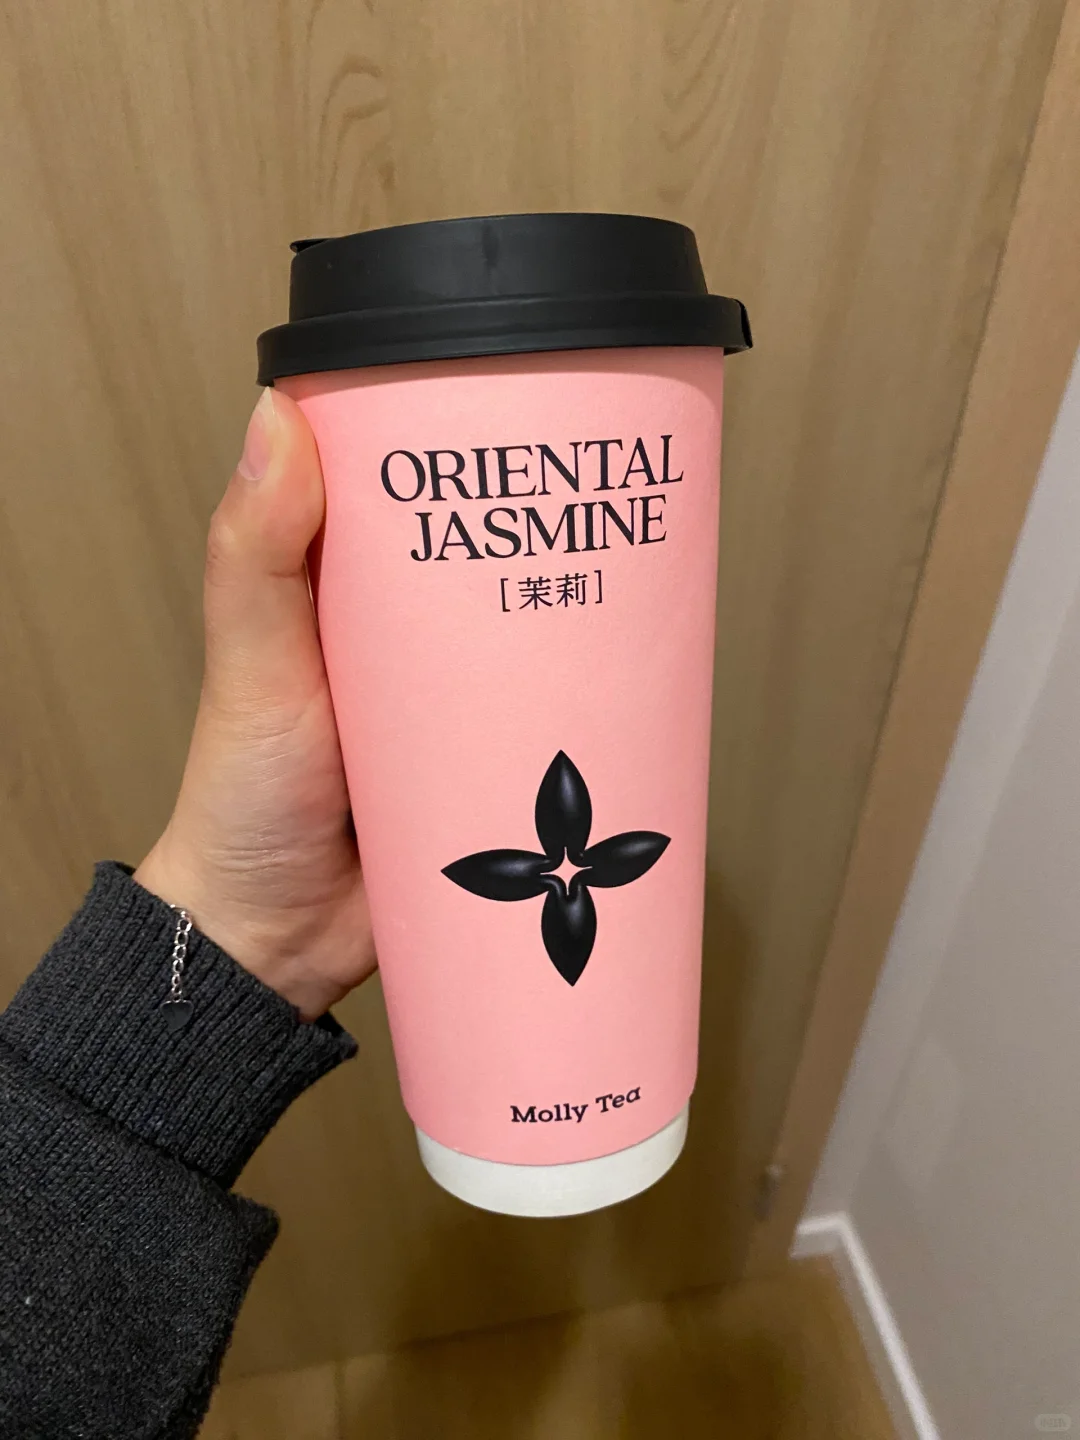 ORIENTAL
JASMINE
[茉莉]
Molly Tea